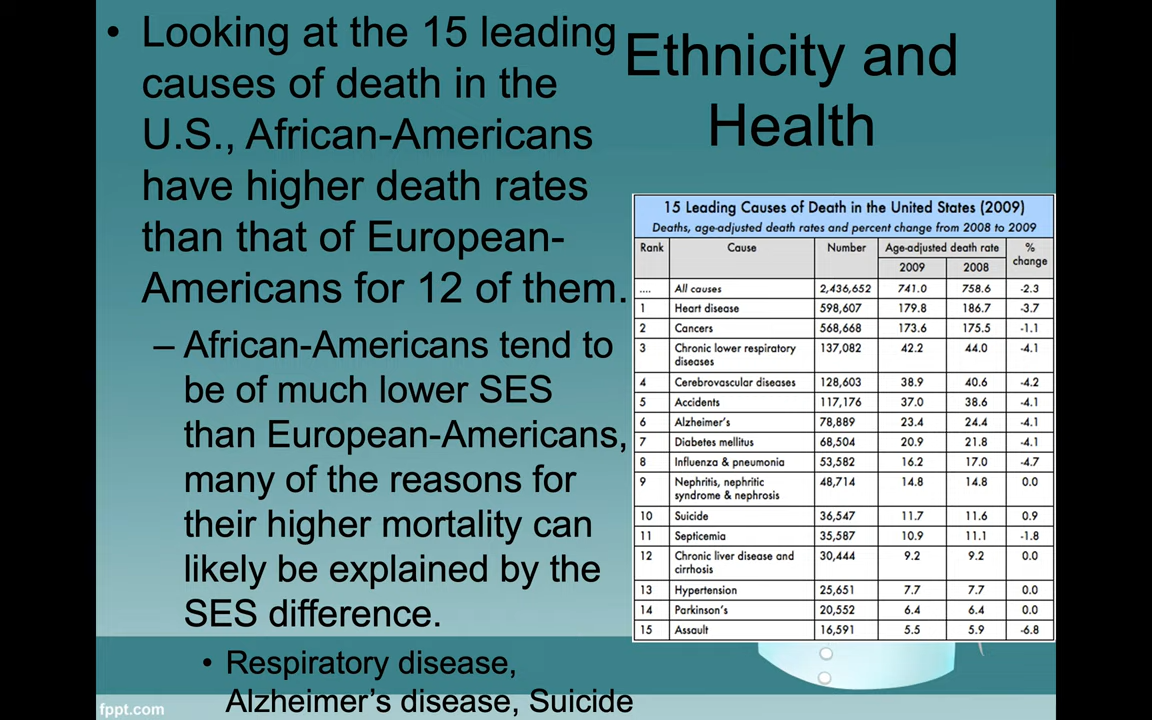 • Looking at the 15 leading
causes of death in the
U.S., African-Americans
have higher death rates
than that of European-
Americans for 12 of them.
– African-Americans tend to
be of much lower SES
than European-Americans,
many of the reasons for
their higher mortality can
likely be explained by the
SES difference.
• Respiratory disease,
Alzheimer’s disease, Suicide
Ethnicity and
Health
15 Leading Causes of Death in the United States (2009)
Deaths, age-adjusted death rates and percent change from 2008 to 2009
Rank Cause Number Age-adjusted death rate %
change
2009 2008
.... All causes 2,436,652 741.0 758.6 -2.3
1 Heart disease 598,607 179.8 186.7 -3.7
2 Cancers 568,668 173.6 175.5 -1.1
3 Chronic lower respiratory 137,082 42.2 44.0 -4.1
diseases
4 Cerebrovascular diseases 128,603 38.9 40.6 -4.2
5 Accidents 117,176 37.0 38.6 -4.1
6 Alzheimer's 78,889 23.4 24.4 -4.1
7 Diabetes mellitus 68,504 20.9 21.8 -4.1
8 Influenza & pneumonia 53,582 16.2 17.0 -4.7
9 Nephritis, nephritic 48,714 14.8 14.8 0.0
syndrome & nephrosis
10 Suicide 36,547 11.7 11.6 0.9
11 Septicemia 35,587 10.9 11.1 -1.8
12 Chronic liver disease and 30,444 9.2 9.2 0.0
cirrhosis
13 Hypertension 25,651 7.7 7.7 0.0
14 Parkinson's 20,552 6.4 6.4 0.0
15 Assault 16,591 5.5 5.9 -6.8
fppt.com